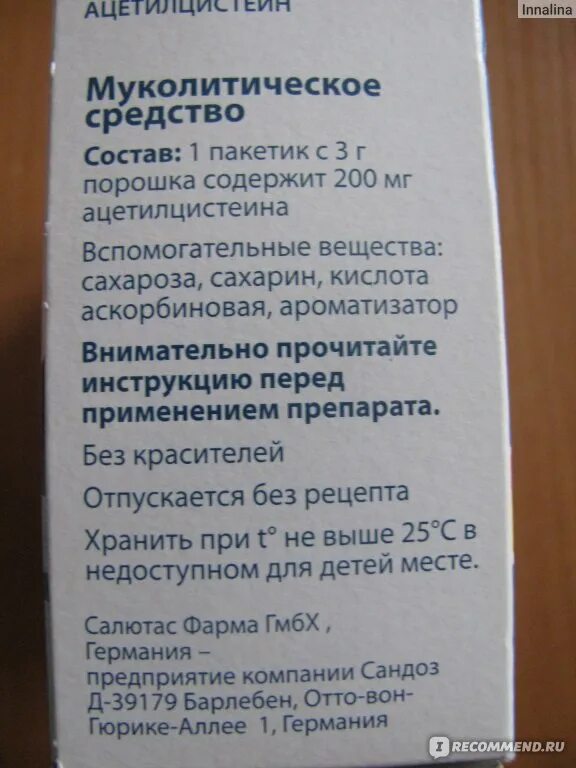 Innalina
АЦЕТИЛЦИСТЕИН
Муколитическое
средство
Состав: 1 пакетик с 3 г
порошка содержит 200 мг
ацетилцистеина
Вспомогательные вещества:
сахароза, сахарин, кислота
аскорбиновая, ароматизатор
Внимательно прочитайте
инструкцию перед
применением препарата.
Без красителей
Отпускается без рецепта
Хранить при t° не выше 25°С в
недоступном для детей месте.
Салютас Фарма ГмбХ ,
Германия –
предприятие компании Сандоз
Д-39179 Барлебен, Отто-вон-
Гюрике-Аллее 1, Германия
I RECOMMEND.RU